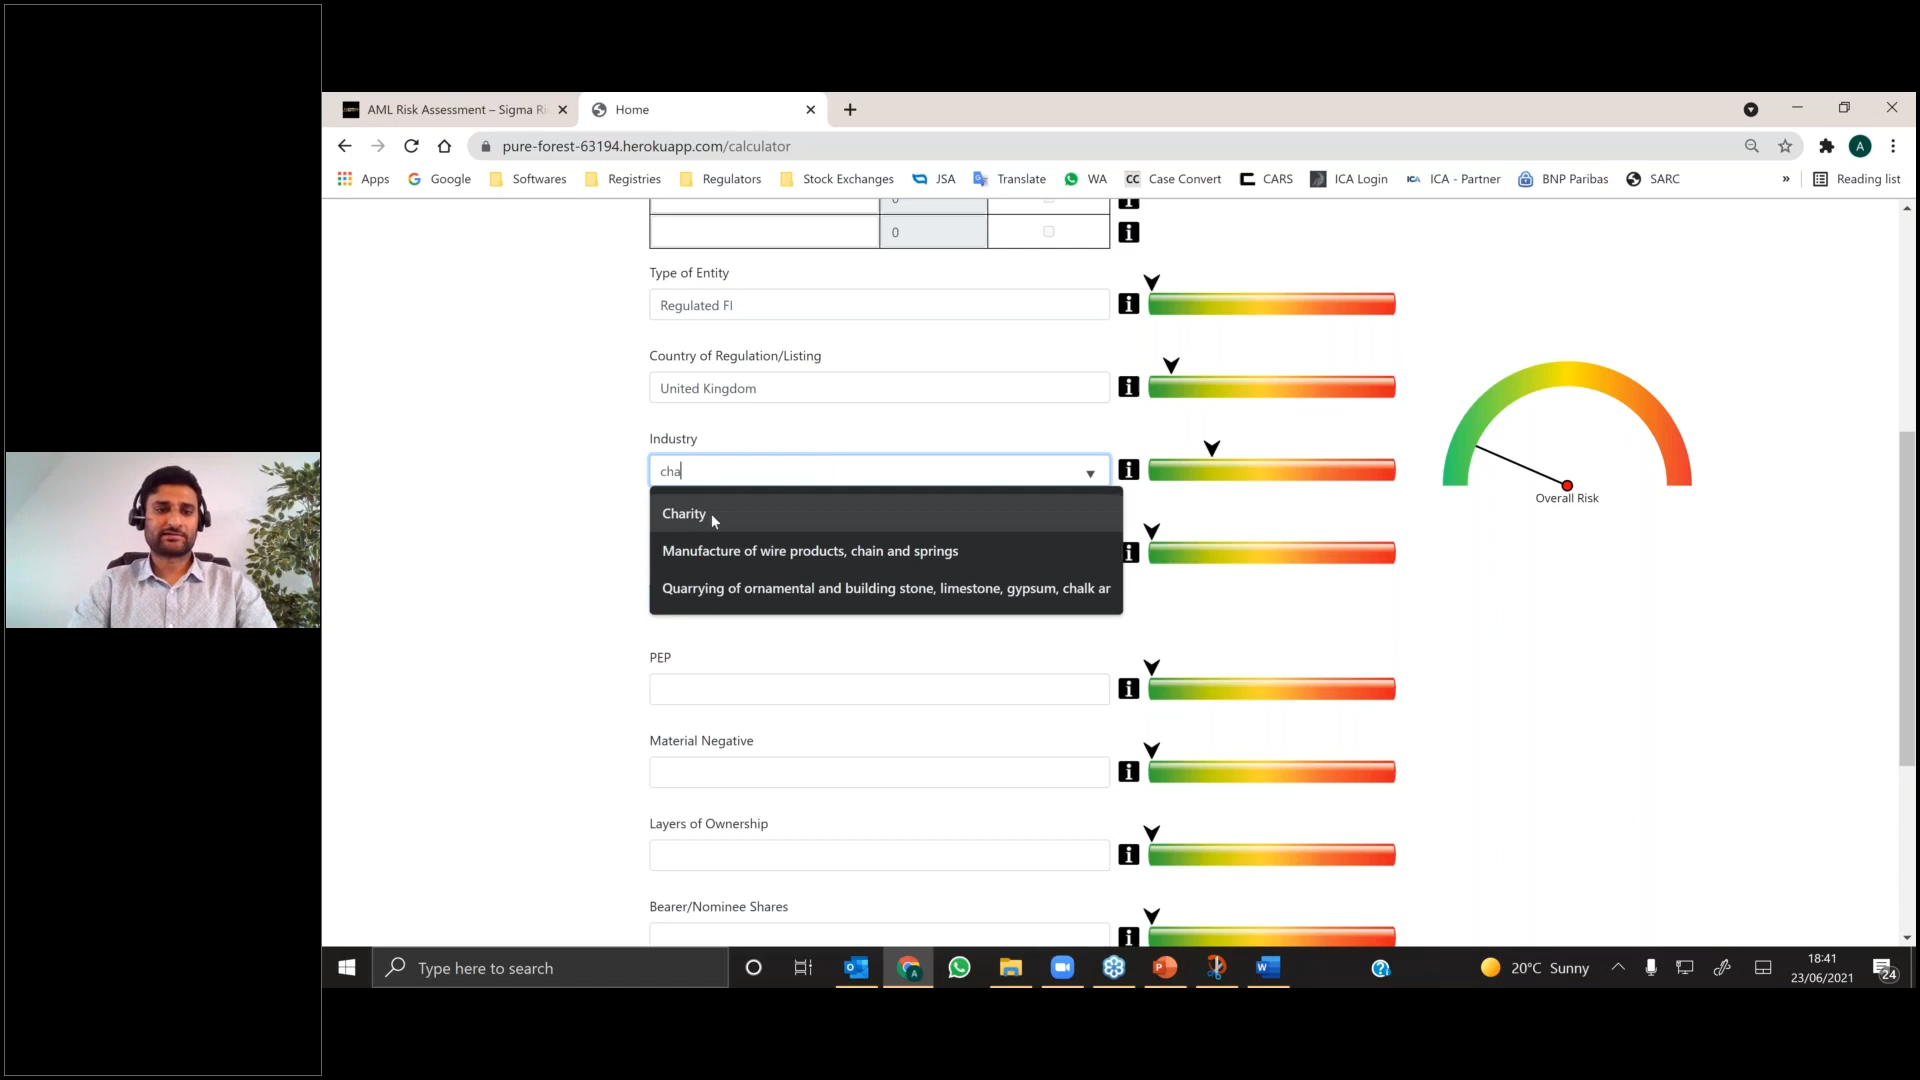 AML Risk Assessment – Sigma Ri
Home
pure-forest-63194.herokuapp.com/calculator
A
Apps
Google
Softwares
Registries
Regulators
Stock Exchanges
JSA
Translate
WA
CC Case Convert
CARS
ICA Login
ICA ICA - Partner
BNP Paribas
SARC
»
Reading list
0
0
Type of Entity
Regulated FI
Country of Regulation/Listing
United Kingdom
Industry
cha
Charity
Manufacture of wire products, chain and springs
Quarrying of ornamental and building stone, limestone, gypsum, chalk ar
Overall Risk
PEP
Material Negative
Layers of Ownership
Bearer/Nominee Shares
Type here to search
20°C Sunny
18:41
23/06/2021
24